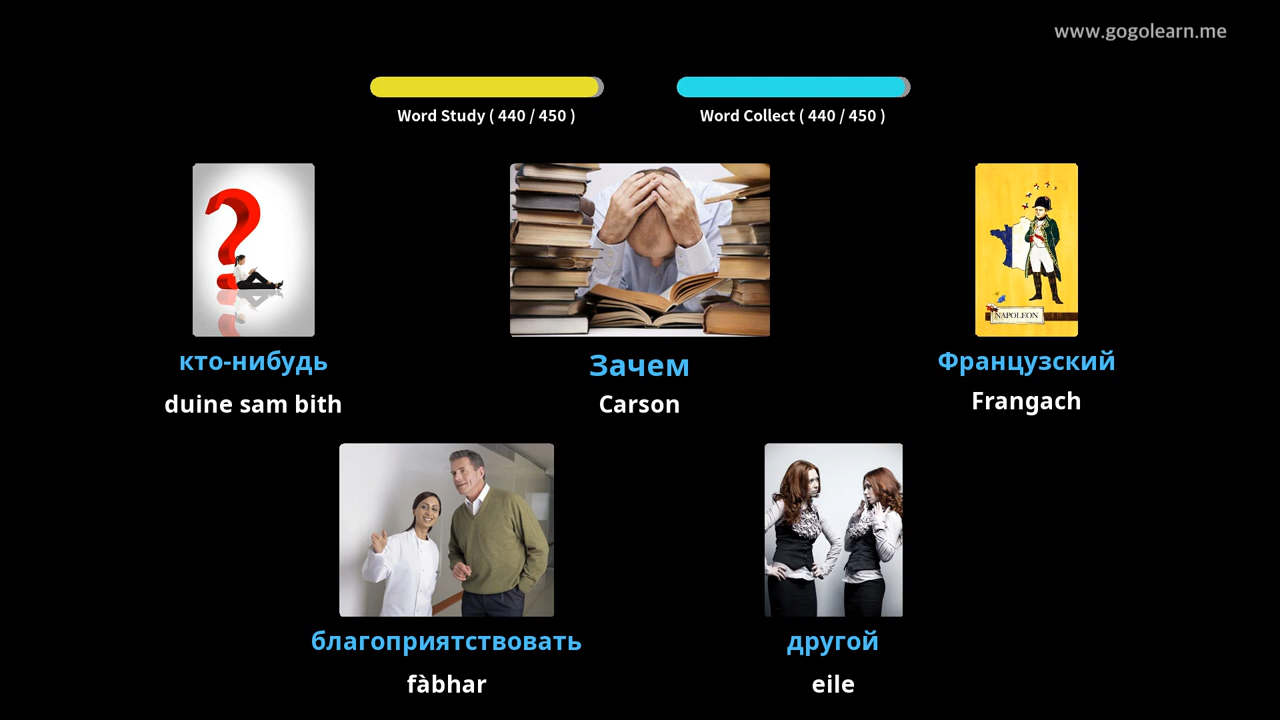 www.gogolearn.me
Word Study ( 440 / 450 )
Word Collect ( 440 / 450 )
NAPOLEON
кто-нибудь
Зачем
Французский
duine sam bith
Carson
Frangach
благоприятствовать
другой
fàbhar
eile